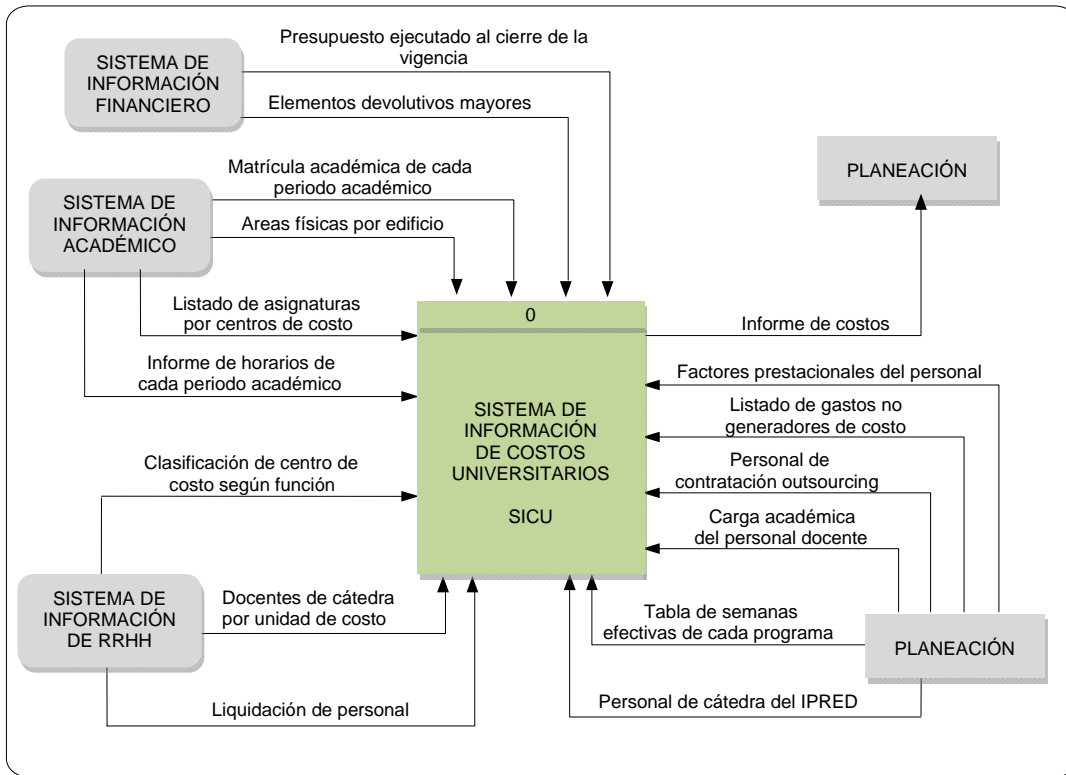 Presupuesto ejecutado al cierre de la
vigencia
SISTEMA DE
INFORMACIÓN
FINANCIERO
Elementos devolutivos mayores
Matrícula académica de cada
periodo académico
PLANEACIÓN
SISTEMA DE
INFORMACIÓN
ACADÉMICO
Areas físicas por edificio
Listado de asignaturas
por centros de costo
0
Informe de costos
Informe de horarios de
cada periodo académico
Factores prestacionales del personal
Listado de gastos no
generadores de costo
SISTEMA DE
INFORMACIÓN
DE COSTOS
UNIVERSITARIOS
SICU
Clasificación de centro de
costo según función
Personal de
contratación outsourcing
Carga académica
del personal docente
SISTEMA DE
INFORMACIÓN
DE RRHH
Docentes de cátedra
por unidad de costo
Tabla de semanas
efectivas de cada programa
PLANEACIÓN
Liquidación de personal
Personal de cátedra del IPRED